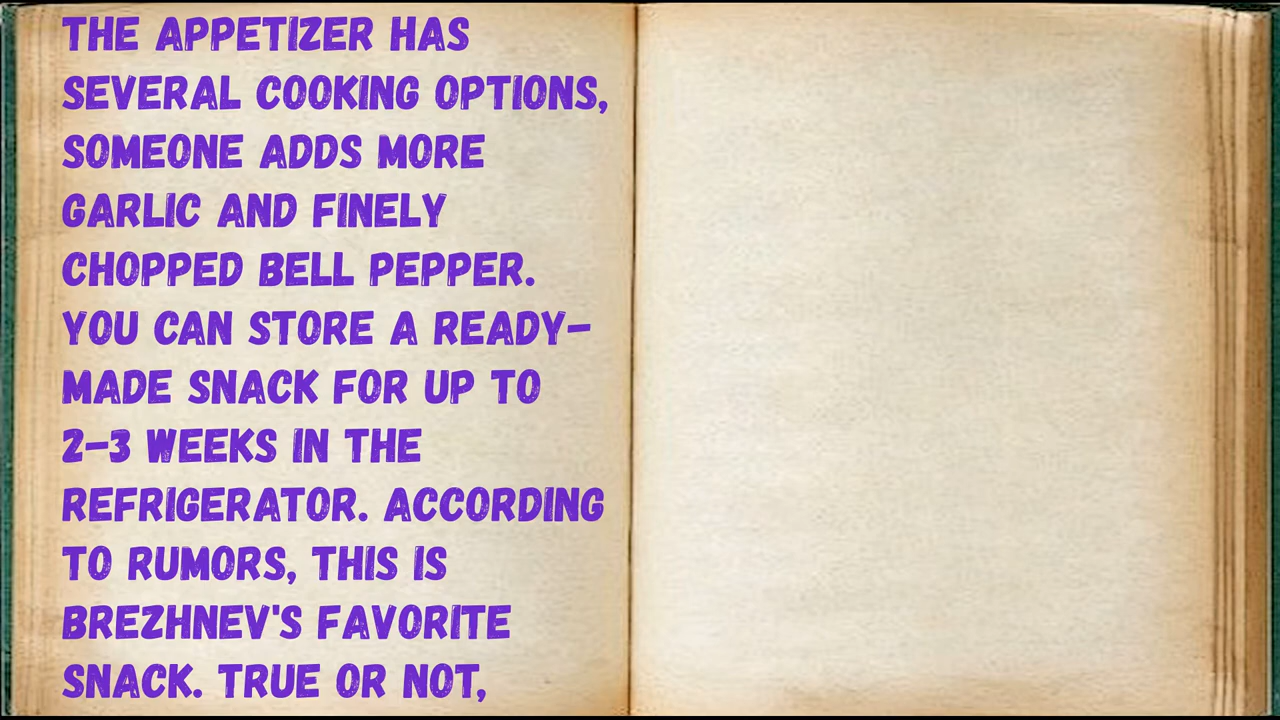 THE APPETIZER HAS
SEVERAL COOKING OPTIONS,
SOMEONE ADDS MORE
GARLIC AND FINELY
CHOPPED BELL PEPPER.
YOU CAN STORE A READY-
MADE SNACK FOR UP TO
2-3 WEEKS IN THE
REFRIGERATOR. ACCORDING
TO RUMORS, THIS IS
BREZHNEV'S FAVORITE
SNACK. TRUE OR NOT,